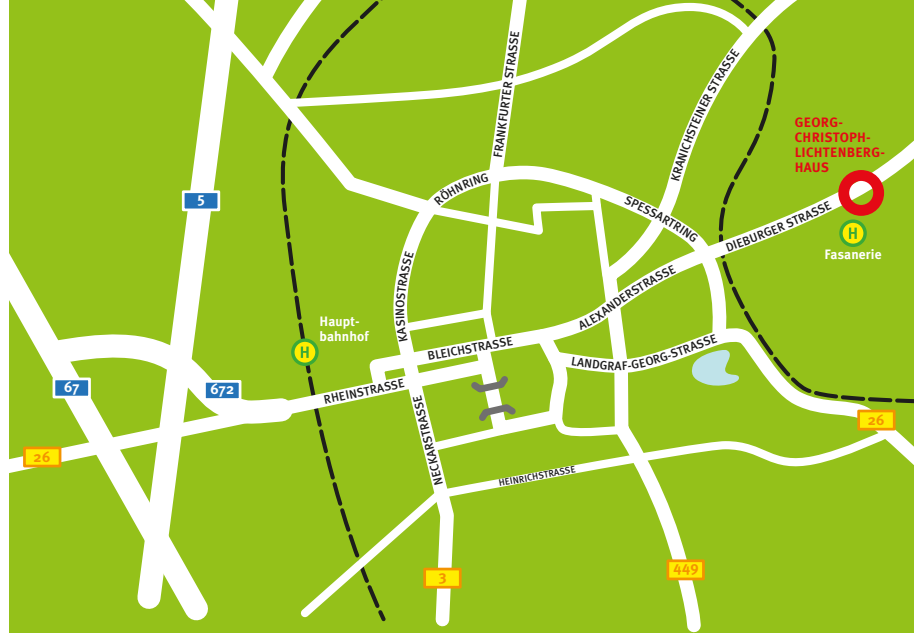 FRANKFURTER STRASSE
KRANICHSTEINER STRASSE
GEORG-
CHRISTOPH-
LICHTENBERG-
HAUS
5
RÖHNRING
SPESSARTRING
DIEBURGER STRASSE
H
Fasanerie
KASINOSTRASSE
ALEXANDERSTRASSE
Haupt-
bahnhof
H
BLEICHSTRASSE
LANDGRAF-GEORG-STRASSE
67
672
RHEINSTRASSE
NECKARSTRASSE
26
26
HEINRICHSTRASSE
3
449